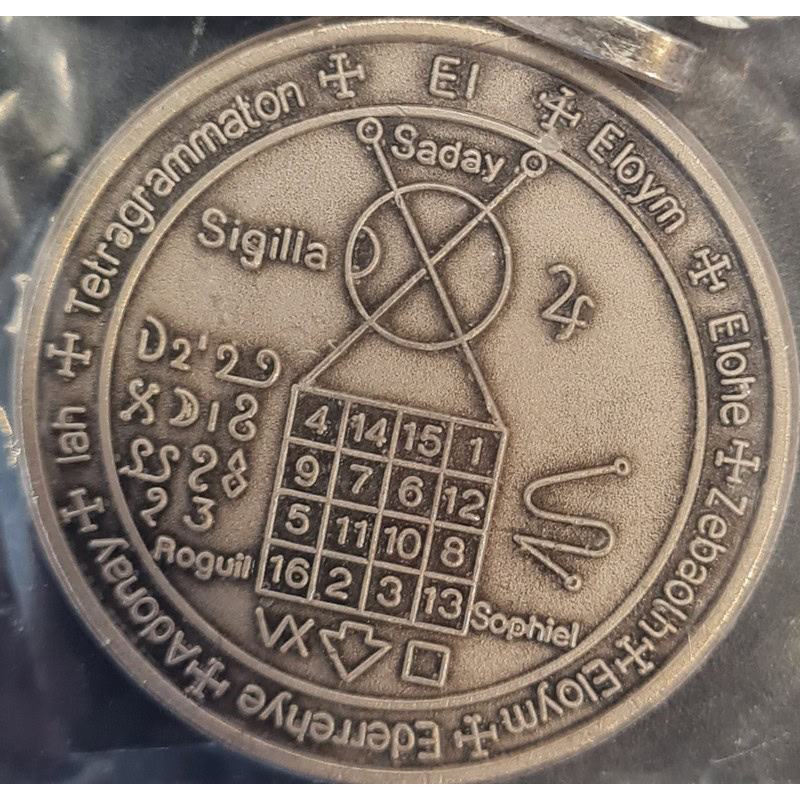 ✠ El ✠ Eloym ✠ Elohe ✠ Zebaoth ✠ Eloym ✠ Ederrehye ✠ Adonay ✠ Iah ✠ Tetragrammaton
Saday
Sigilla
4 14 15 1
9 7 6 12
5 11 10 8
16 2 3 13
Roguil
Sophiel